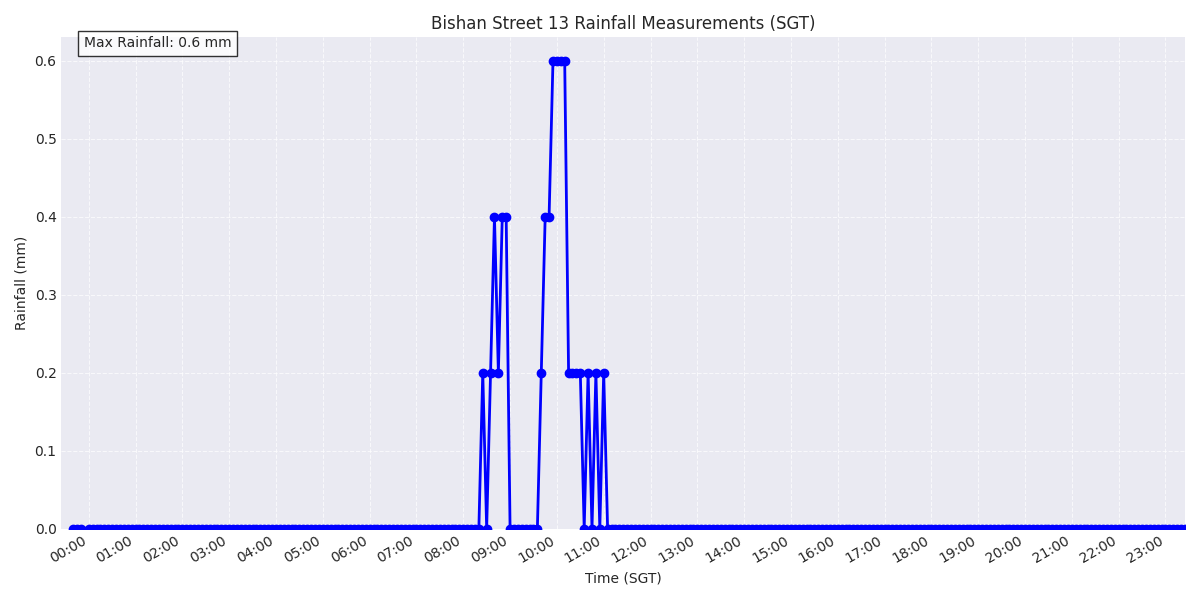 Bishan Street 13 Rainfall Measurements (SGT)
Max Rainfall: 0.6 mm
0.6
0.5
0.4
0.3
0.2
0.1
0.0
Rainfall (mm)
00:00 01:00 02:00 03:00 04:00 05:00 06:00 07:00 08:00 09:00 10:00 11:00 12:00 13:00 14:00 15:00 16:00 17:00 18:00 19:00 20:00 21:00 22:00 23:00
Time (SGT)